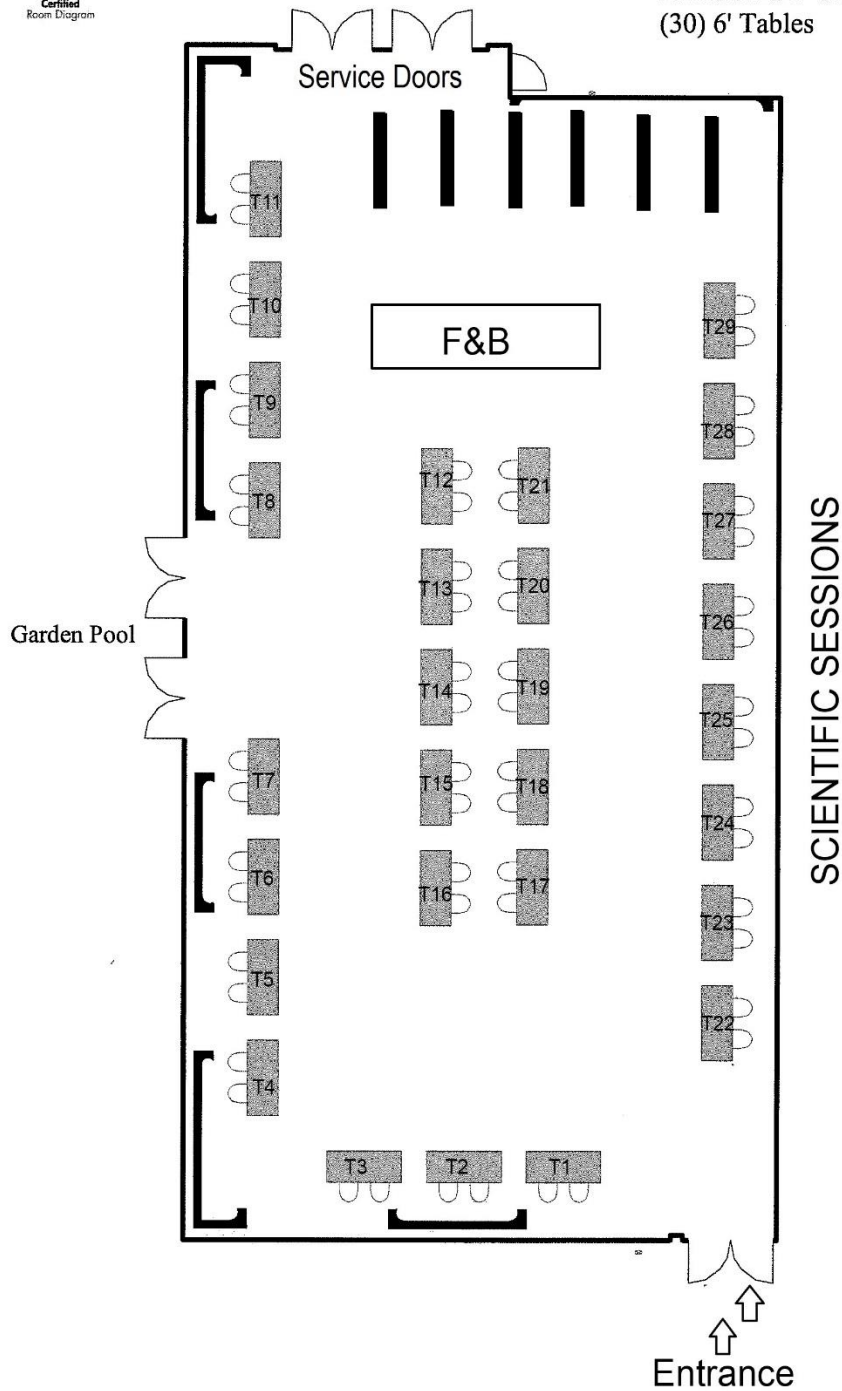 Certified
Room Diagram
(30) 6' Tables
Service Doors
T11
T10
F&B
T29
T9
T28
T8
T12
T21
T27
T13
T20
T26
Garden Pool
T14
T19
T25
T7
T15
T18
T24
T6
T16
T17
T23
T5
T22
T4
T3
T2
T1
SCIENTIFIC SESSIONS
Entrance